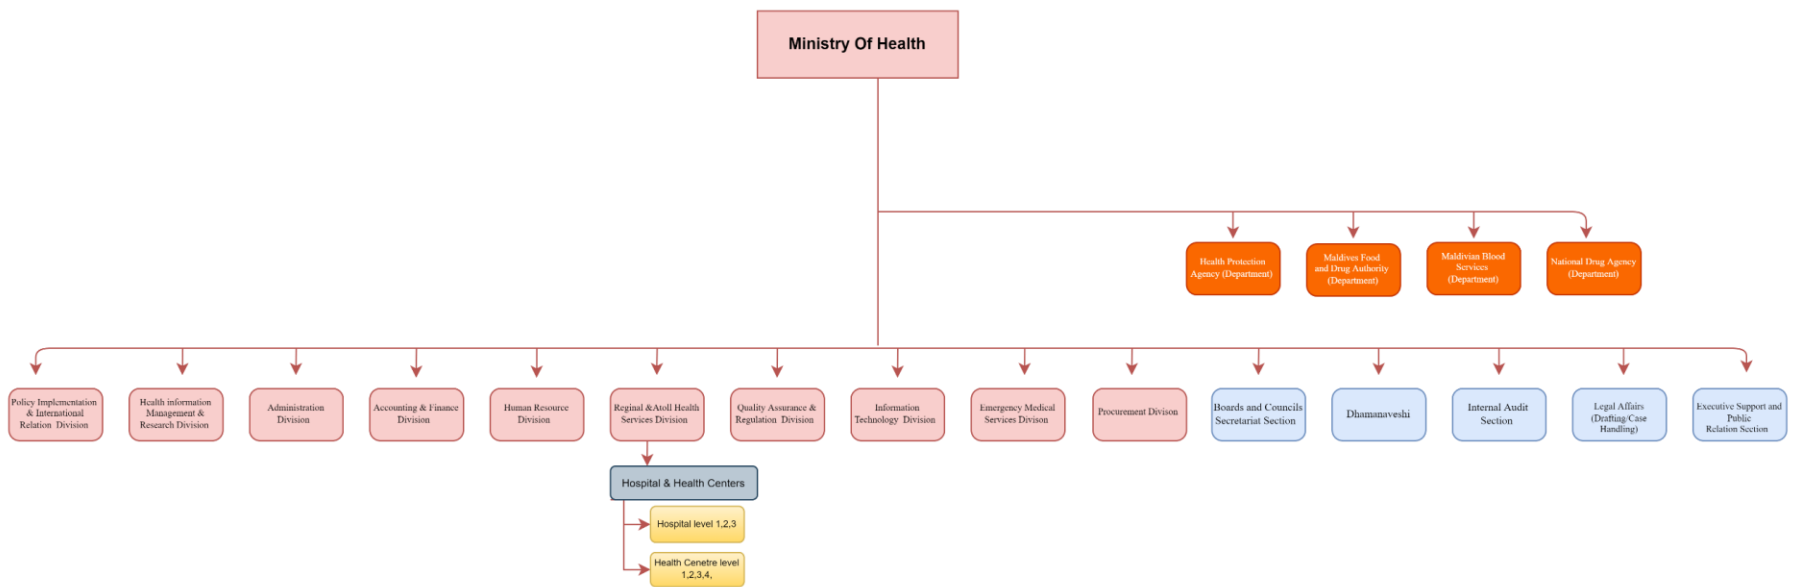 Ministry Of Health
Health Protection
Agency (Department)
Maldives Food
and Drug Authority
(Department)
Maldivian Blood
Services
(Department)
National Drug Agency
(Department)
Policy Implementation
& International
Relation Division
Health information
Management &
Research Division
Administration
Division
Accounting & Finance
Division
Human Resource
Division
Reginal &Atoll Health
Services Division
Quality Assurance &
Regulation Division
Information
Technology Division
Emergency Medical
Services Divison
Procurement Divison
Boards and Councils
Secretariat Section
Dhamanaveshi
Internal Audit
Section
Legal Affairs
(Drafting/Case
Handling)
Executive Support and
Public
Relation Section
Hospital & Health Centers
Hospital level 1,2,3
Health Cenetre level
1,2,3,4,